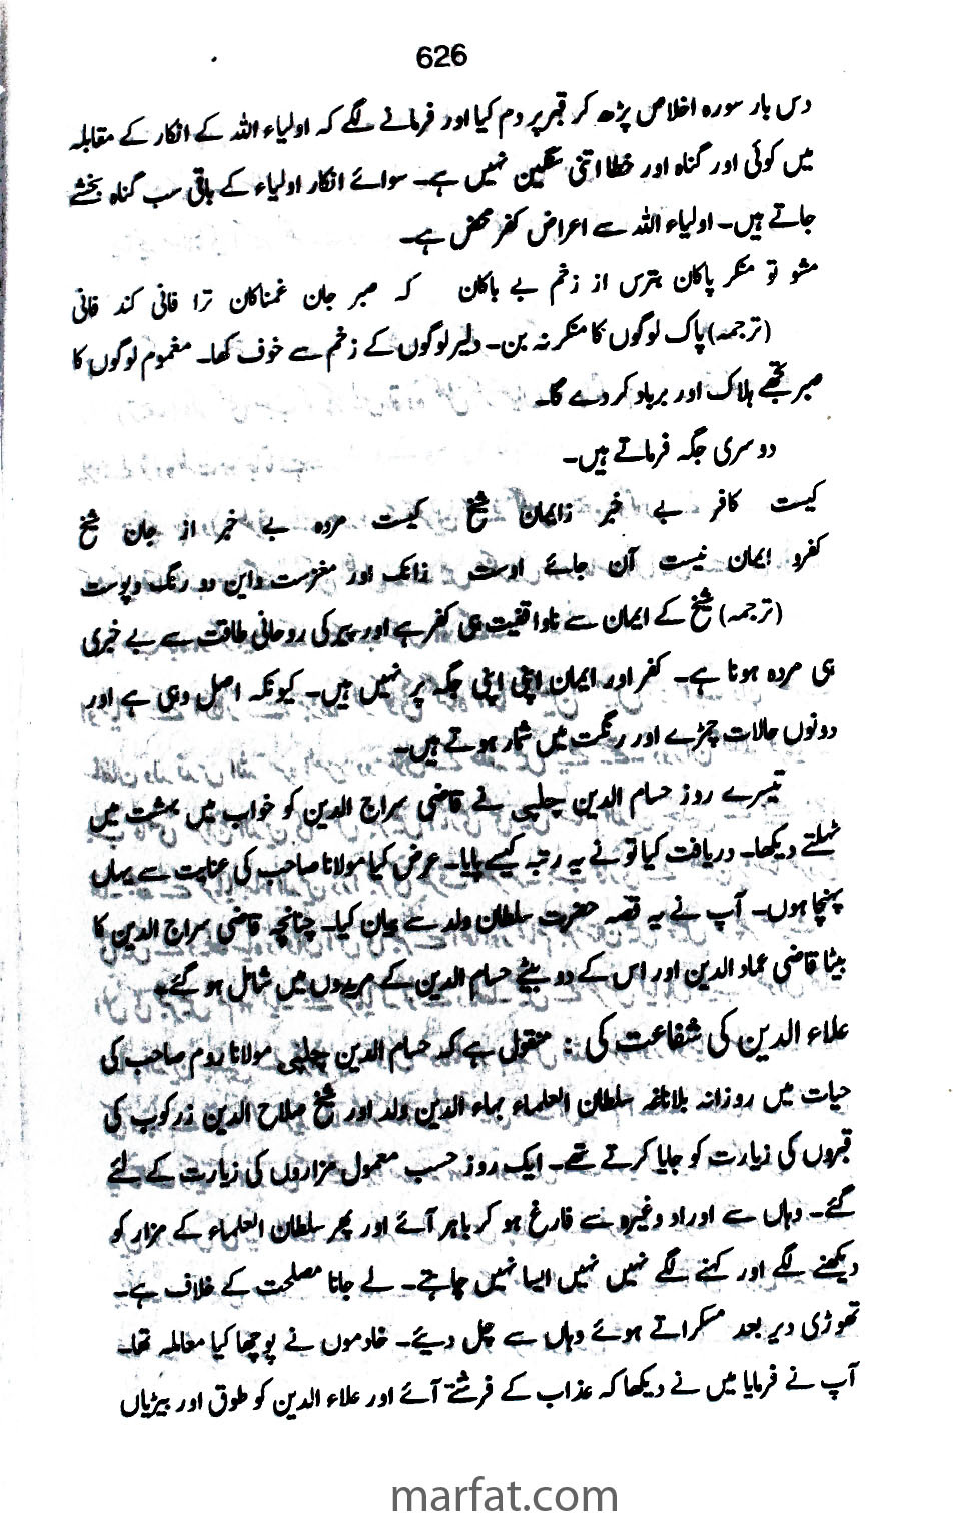 626
دس بار سورہ اخلاص پڑھ کر قبر پر دم کیا اور فرمانے لگے کہ اولیاء اللہ کے انکار کے مقابلہ
میں کوئی اور گناہ اور خطا اتنی سنگین نہیں ہے۔ سوائے انکار اولیاء کے باقی سب گناہ بخشے
جاتے ہیں۔ اولیاء اللہ سے اعراض کفر محض ہے۔
مشو تو منکر پاکان بترس از زخم بے باکان کہ صبر جان غمناکان ترا فانی کند فانی
(ترجمہ) پاک لوگوں کا منکر نہ بن۔ دلیر لوگوں کے زخم سے خوف کھا۔ مغموم لوگوں کا
صبر تجھے ہلاک اور برباد کر دے گا۔
دوسری جگہ فرماتے ہیں۔
کیست کافر بے خبر ز ایمان شیخ کیست مردہ بے خبر از جان شیخ
کفر و ایمان نیست آن جائے اوست زانکہ اور مغزست و این دو رنگ و پوست
(ترجمہ) شیخ کے ایمان سے ناواقفیت ہی کفر ہے اور پیر کی روحانی طاقت سے بے خبری
ہی مردہ ہونا ہے۔ کفر اور ایمان اپنی اپنی جگہ پر نہیں ہیں۔ کیونکہ اصل وہی ہے اور
دونوں حالات چمڑے اور رنگت میں شمار ہوتے ہیں۔
تیسرے روز حسام الدین چلپی نے قاضی سراج الدین کو خواب میں بہشت میں
ٹہلتے دیکھا۔ دریافت کیا تو نے یہ رتبہ کیسے پایا۔ عرض کیا مولانا صاحب کی عنایت سے یہاں
پہنچا ہوں۔ آپ نے یہ قصہ حضرت سلطان ولد سے بیان کیا۔ چنانچہ قاضی سراج الدین کا
بیٹا قاضی عماد الدین اور اس کے دو بیٹے حسام الدین کے مریدوں میں شامل ہو گئے۔
علاء الدین کی شفاعت کی :: منقول ہے کہ حسام الدین چلپی مولانا روم صاحب کی
حیات میں روزانہ بلاناغہ سلطان العلماء بہاء الدین ولد اور شیخ صلاح الدین زرکوب کی
قبروں کی زیارت کو جایا کرتے تھے۔ ایک روز حسب معمول مزاروں کی زیارت کے لئے
گئے۔ وہاں سے اوراد وغیرہ سے فارغ ہو کر باہر آئے اور پھر سلطان العلماء کے مزار کو
دیکھنے لگے اور کہنے لگے نہیں نہیں ایسا نہیں چاہتے۔ لے جانا مصلحت کے خلاف ہے۔
تھوڑی دیر بعد مسکراتے ہوئے وہاں سے چل دیئے۔ خادموں نے پوچھا کیا معاملہ تھا۔
آپ نے فرمایا میں نے دیکھا کہ عذاب کے فرشتے آئے اور علاء الدین کو طوق اور بیڑیاں
marfat.com